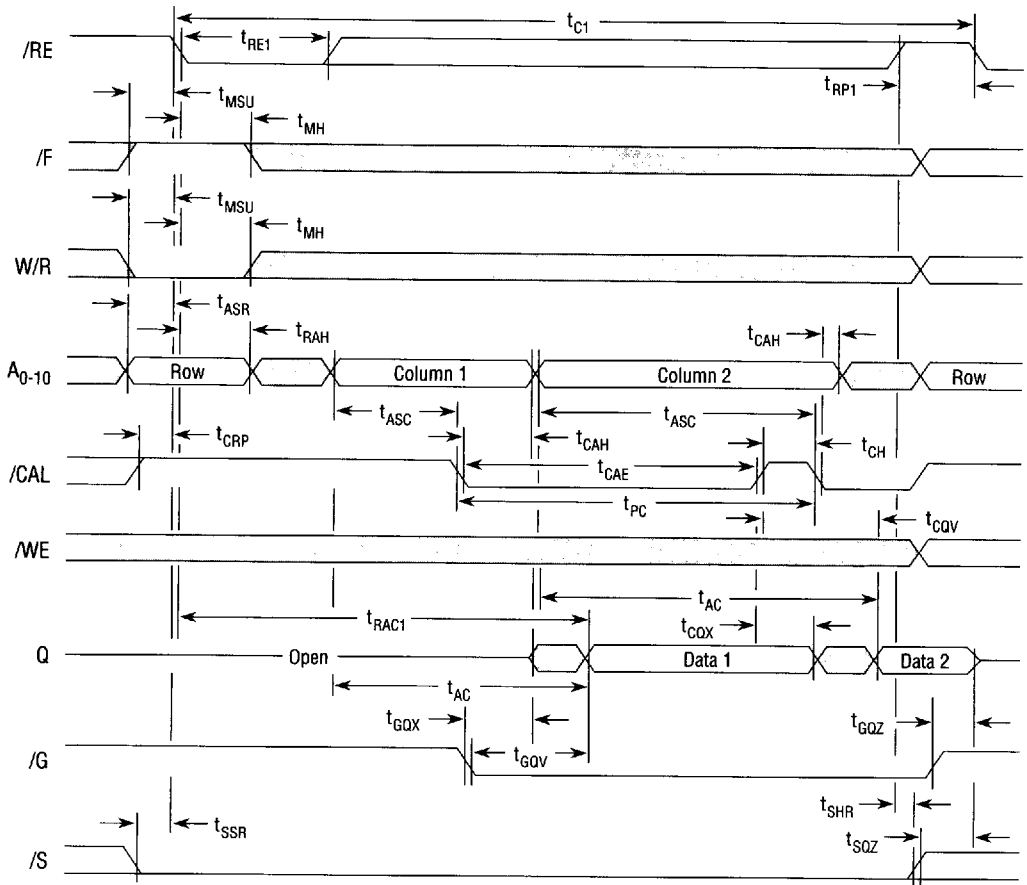 t_C1
/RE
t_RE1
t_RP1
t_MSU
t_MH
/F
t_MSU
t_MH
W/R
t_ASR
t_RAH
t_CAH
A_0-10
Row
Column 1
Column 2
Row
t_ASC
t_ASC
t_CRP
t_CAH
t_CH
/CAL
t_CAE
t_PC
t_CQV
/WE
t_AC
t_RAC1
t_CQX
Q
Open
Data 1
Data 2
t_AC
t_GQX
t_GQZ
/G
t_GQV
t_SHR
t_SSR
t_SQZ
/S